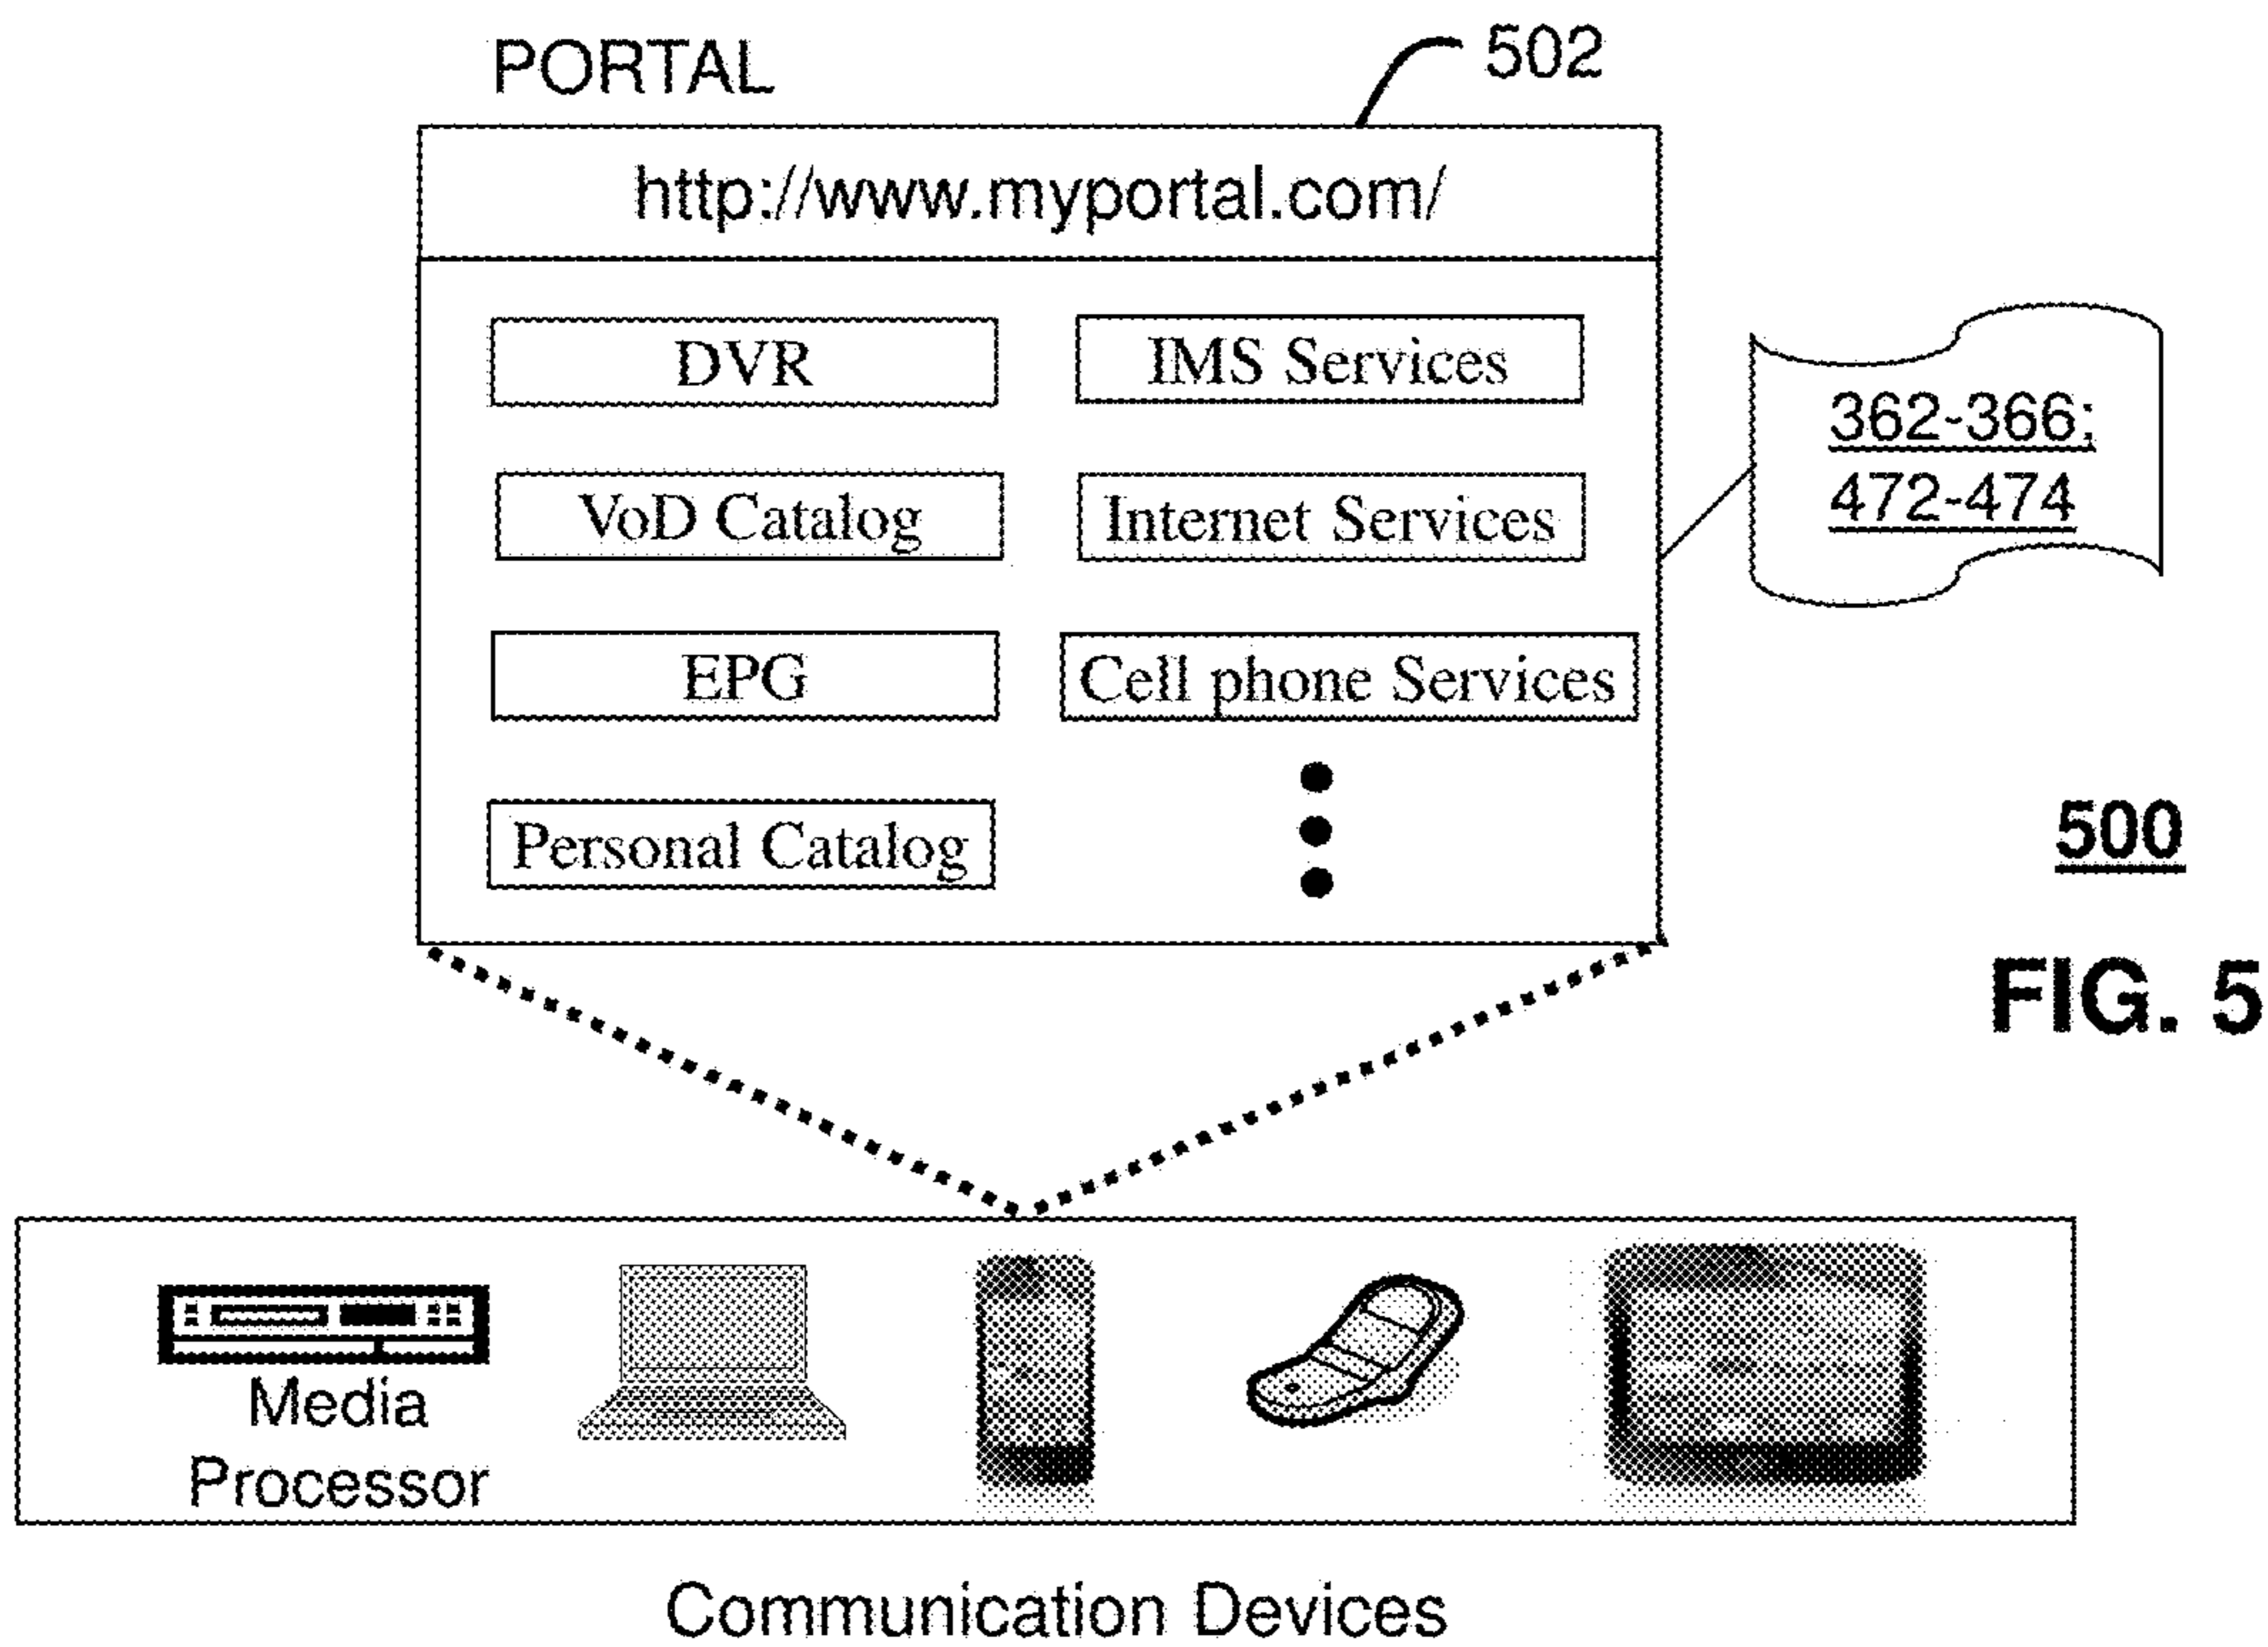 PORTAL
502
http://www.myportal.com/
DVR
IMS Services
VoD Catalog
Internet Services
EPG
Cell phone Services
Personal Catalog
362-366;
472-474
500
FIG. 5
Media
Processor
Communication Devices